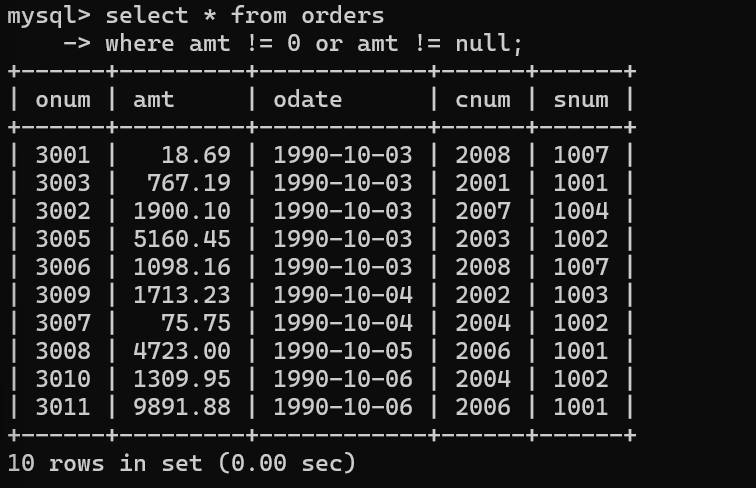 mysql> select * from orders
    -> where amt != 0 or amt != null;
+------+---------+------------+------+------+
| onum | amt     | odate      | cnum | snum |
+------+---------+------------+------+------+
| 3001 |   18.69 | 1990-10-03 | 2008 | 1007 |
| 3003 |  767.19 | 1990-10-03 | 2001 | 1001 |
| 3002 | 1900.10 | 1990-10-03 | 2007 | 1004 |
| 3005 | 5160.45 | 1990-10-03 | 2003 | 1002 |
| 3006 | 1098.16 | 1990-10-03 | 2008 | 1007 |
| 3009 | 1713.23 | 1990-10-04 | 2002 | 1003 |
| 3007 |   75.75 | 1990-10-04 | 2004 | 1002 |
| 3008 | 4723.00 | 1990-10-05 | 2006 | 1001 |
| 3010 | 1309.95 | 1990-10-06 | 2004 | 1002 |
| 3011 | 9891.88 | 1990-10-06 | 2006 | 1001 |
+------+---------+------------+------+------+
10 rows in set (0.00 sec)